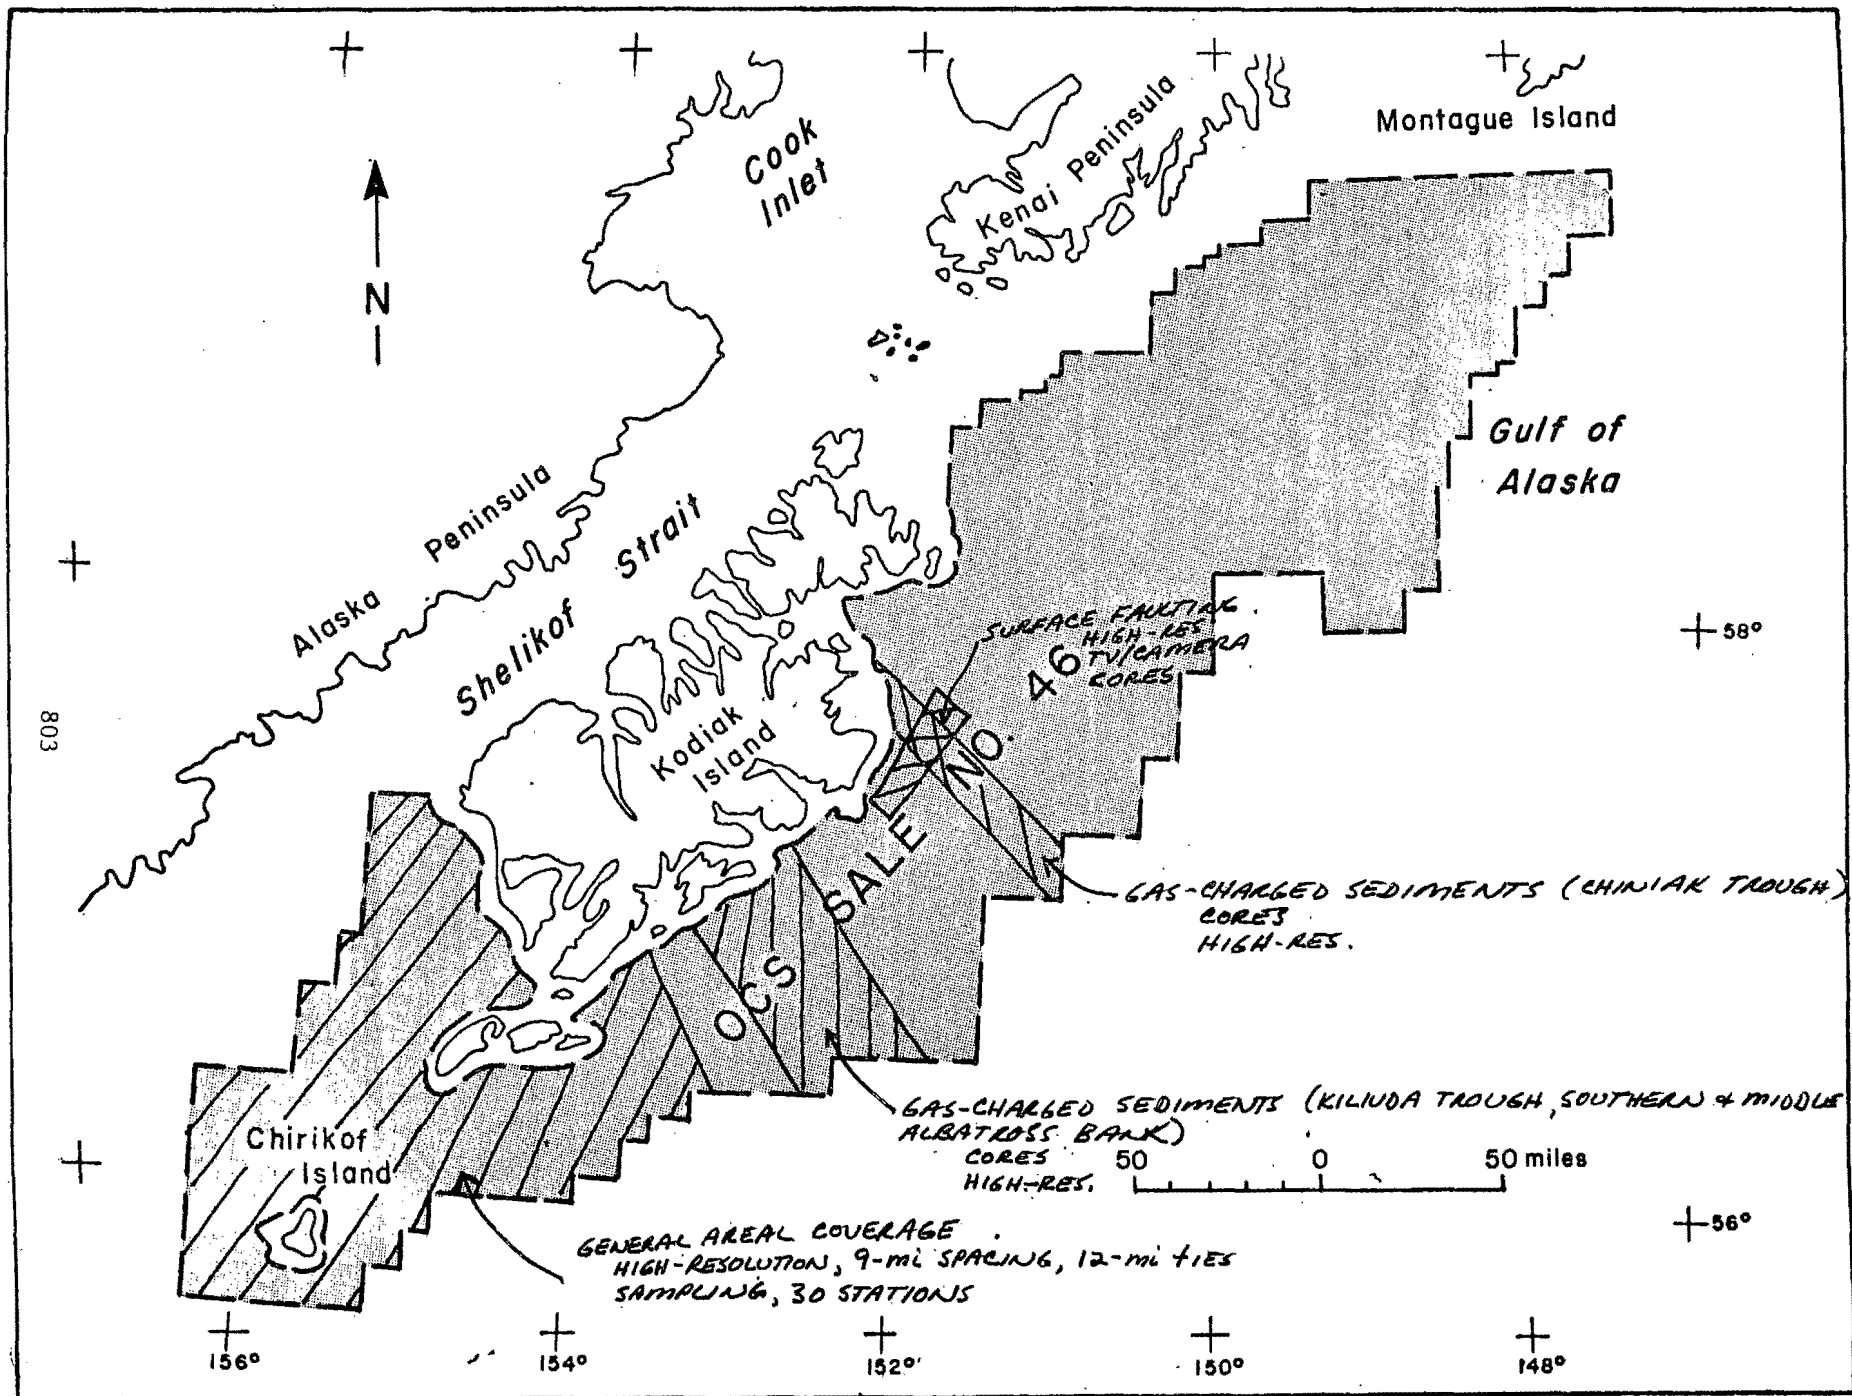 Montague Island
Cook
Inlet
Kenai Peninsula
N
Gulf of
Alaska
Alaska Peninsula
Shelikof Strait
SURFACE FAULTING
HIGH-RES
TV/CAMERA
CORES
58°
Kodiak
Island
803
OCS SALE NO. 46
GAS-CHARGED SEDIMENTS (CHINIAK TROUGH)
CORES
HIGH-RES.
GAS-CHARGED SEDIMENTS (KILIUDA TROUGH, SOUTHERN & MIDDLE
ALBATROSS BANK)
CORES
HIGH-RES.
50 0 50 miles
Chirikof
Island
56°
GENERAL AREAL COVERAGE
HIGH-RESOLUTION, 9-mi SPACING, 12-mi TIES
SAMPLING, 30 STATIONS
156° 154° 152° 150° 148°